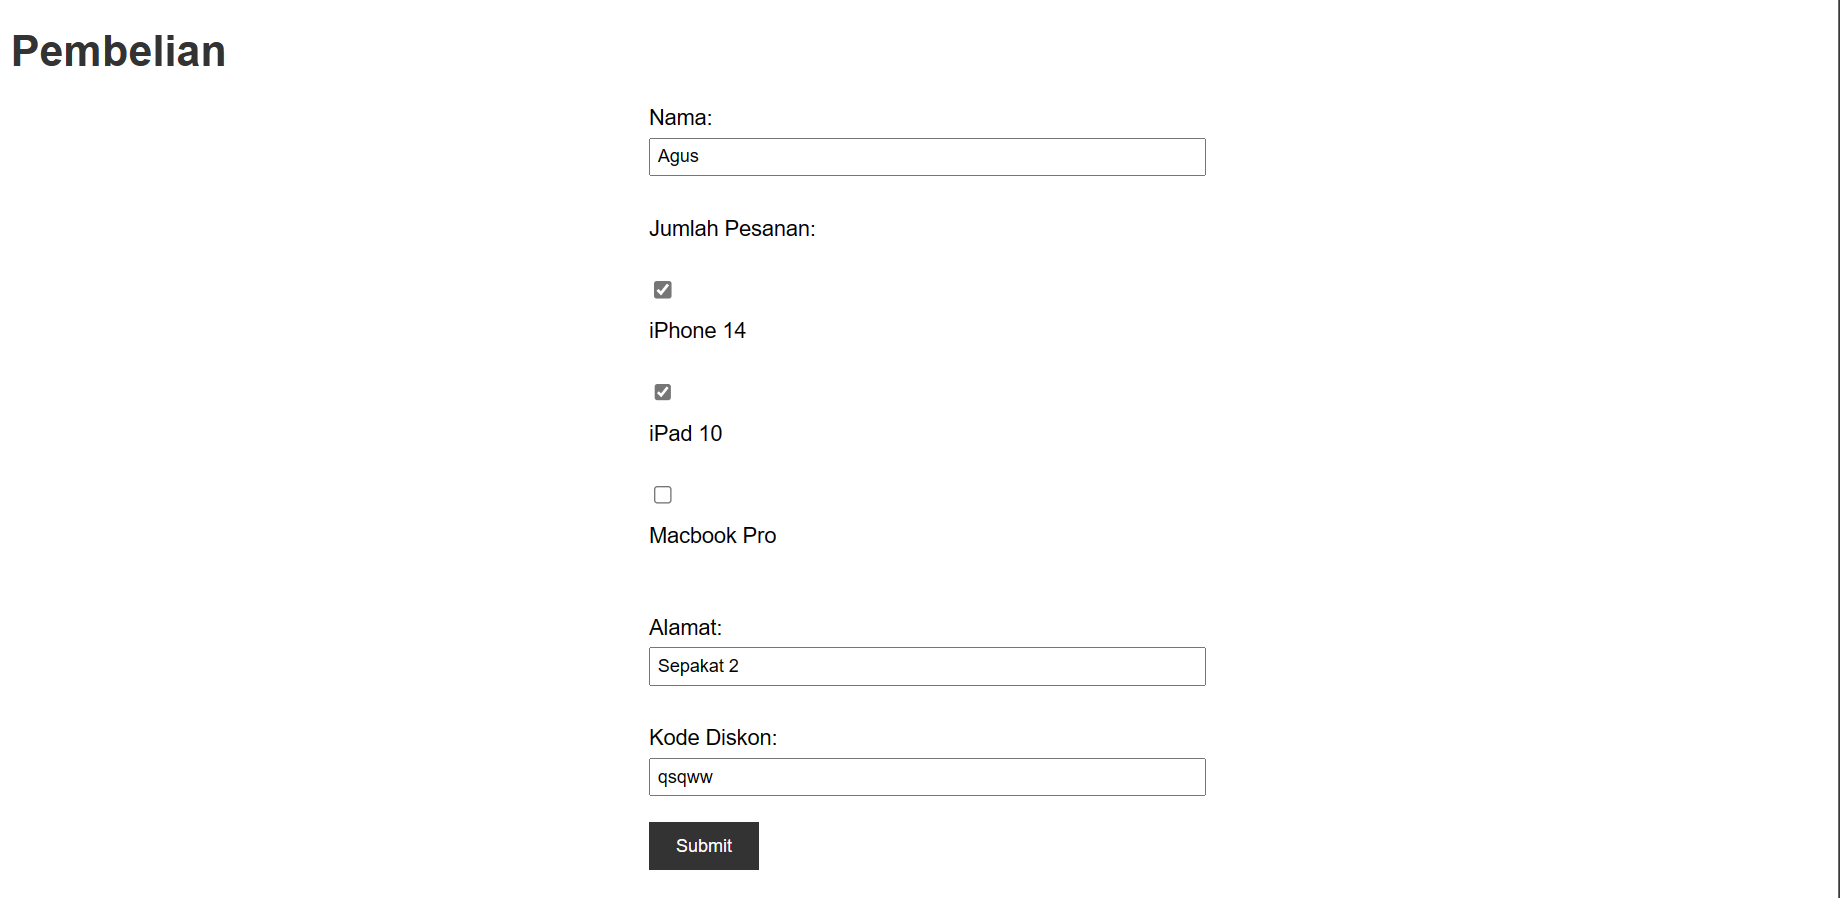 Pembelian
Nama:
Agus
Jumlah Pesanan:
iPhone 14
iPad 10
Macbook Pro
Alamat:
Sepakat 2
Kode Diskon:
qsqww
Submit